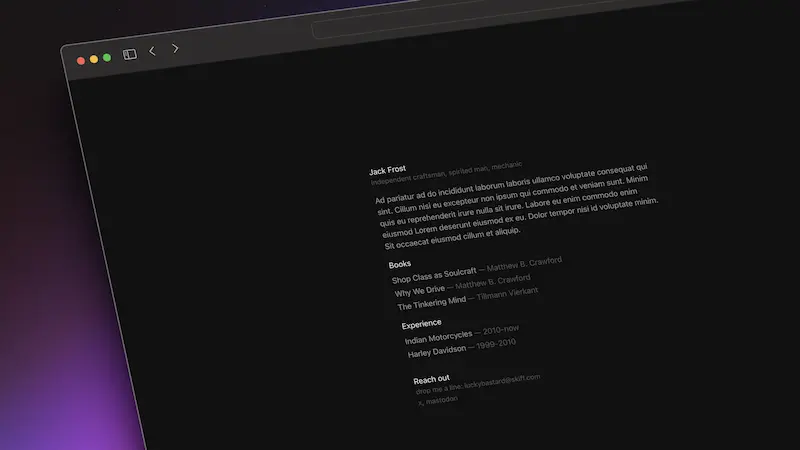 Jack Frost
Independent craftsman, spirited man, mechanic
Ad pariatur ad do incididunt laborum laboris ullamco voluptate consequat qui
sint. Cillum nisi eu excepteur non ipsum qui commodo et veniam sunt. Minim
quis eu reprehenderit irure nulla sit irure. Labore eu enim commodo enim
eiusmod Lorem deserunt eiusmod ex eu. Dolor tempor nisi id voluptate minim.
Sit occaecat eiusmod cillum et aliquip.
Books
Shop Class as Soulcraft — Matthew B. Crawford
Why We Drive — Matthew B. Crawford
The Tinkering Mind — Tillmann Vierkant
Experience
Indian Motorcycles — 2010-now
Harley Davidson — 1999-2010
Reach out
drop me a line: luckybastard@skiff.com
x, mastodon